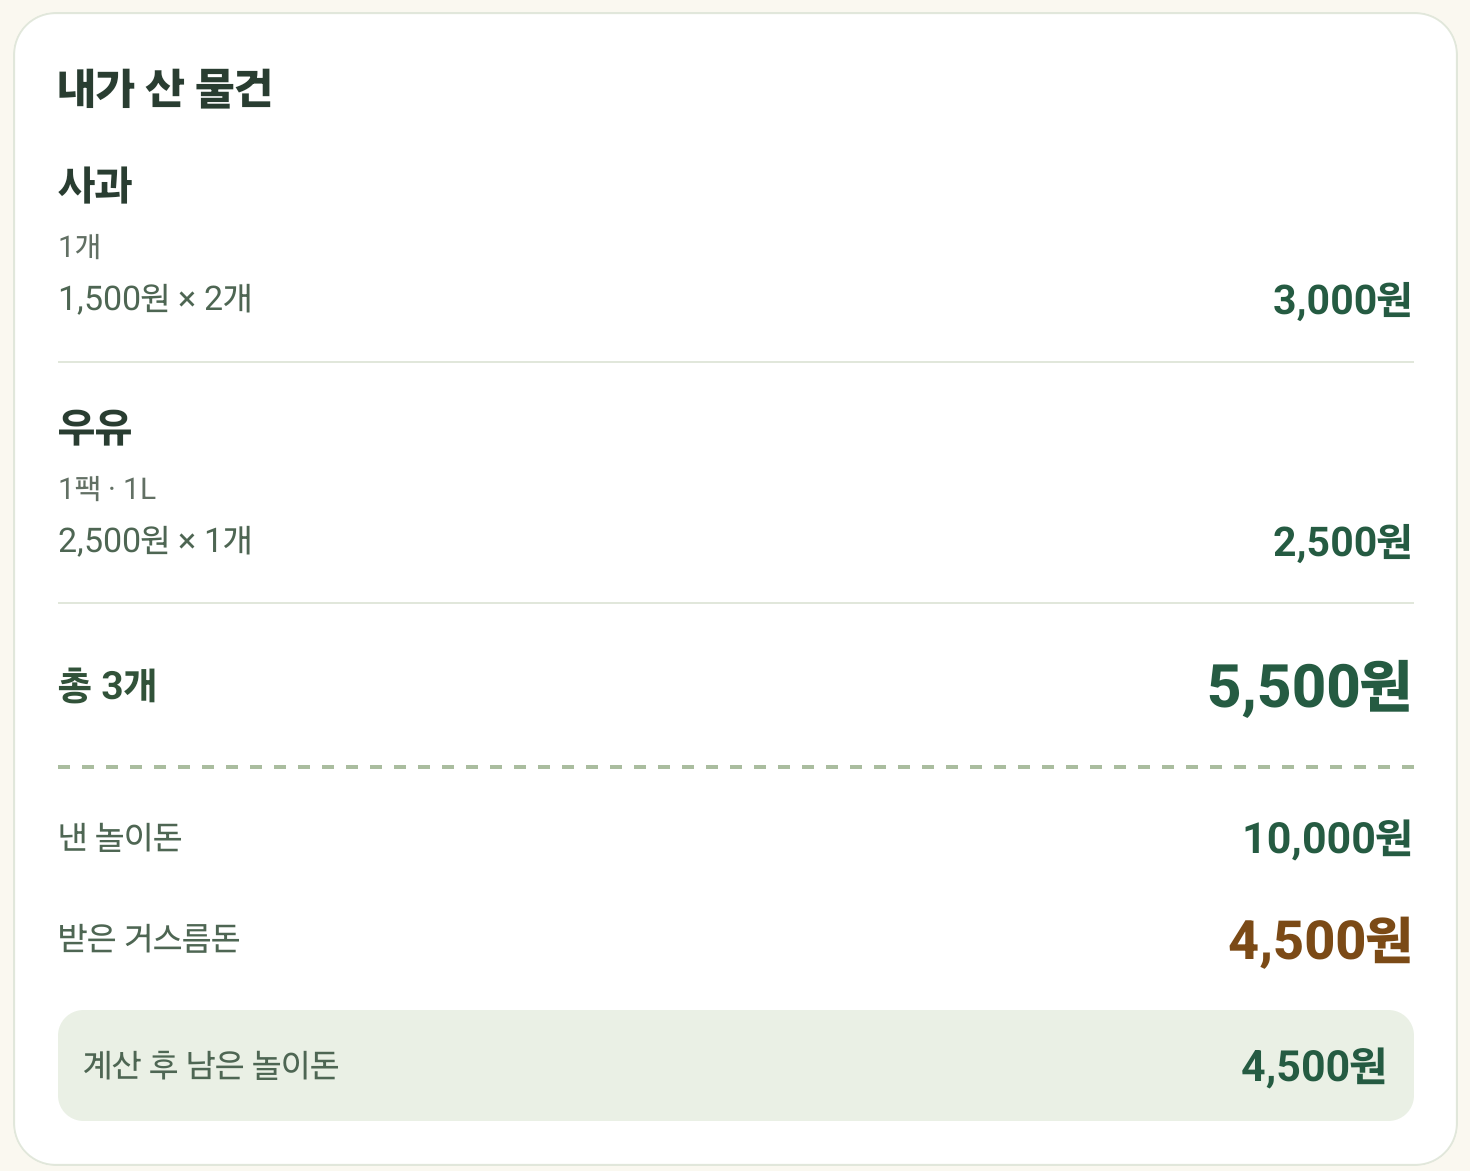 내가 산 물건
사과
1개
1,500원 × 2개 3,000원
우유
1팩 · 1L
2,500원 × 1개 2,500원
총 3개 5,500원
낸 놀이돈 10,000원
받은 거스름돈 4,500원
계산 후 남은 놀이돈 4,500원